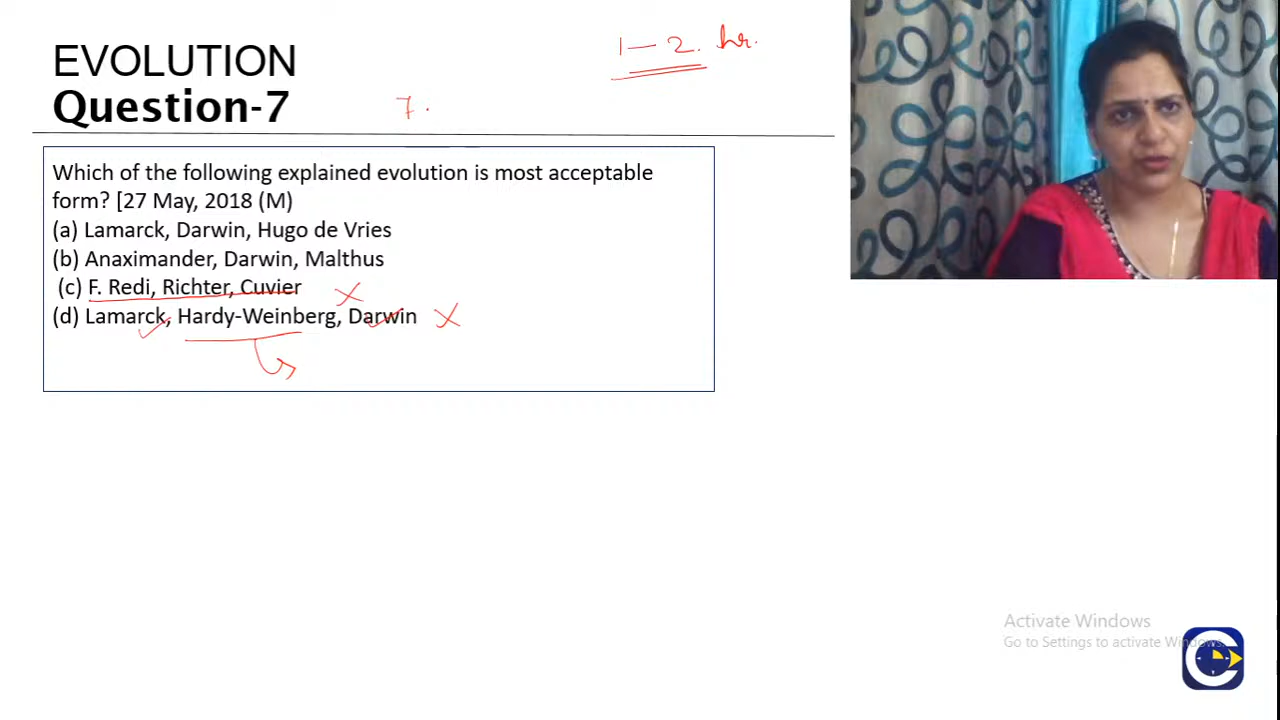 EVOLUTION
1 — 2. hr.
Question-7
7.
Which of the following explained evolution is most acceptable
form? [27 May, 2018 (M)
(a) Lamarck, Darwin, Hugo de Vries
(b) Anaximander, Darwin, Malthus
(c) F. Redi, Richter, Cuvier
(d) Lamarck, Hardy-Weinberg, Darwin
Activate Windows
Go to Settings to activate Windows.